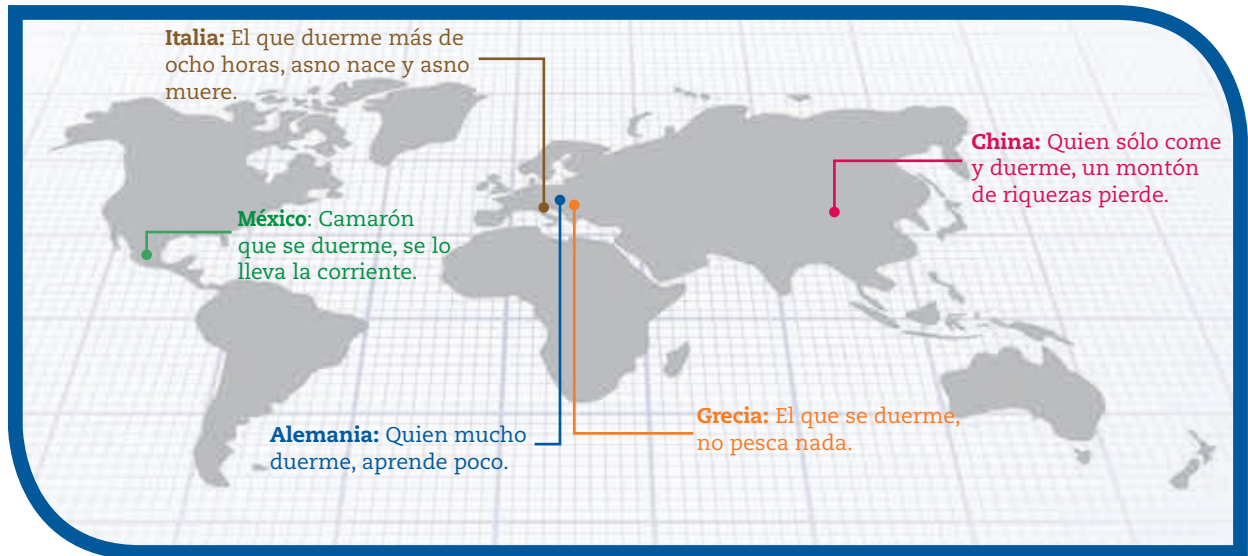 Italia: El que duerme más de
ocho horas, asno nace y asno
muere.
China: Quien sólo come
y duerme, un montón
de riquezas pierde.
México: Camarón
que se duerme, se lo
lleva la corriente.
Grecia: El que se duerme,
no pesca nada.
Alemania: Quien mucho
duerme, aprende poco.